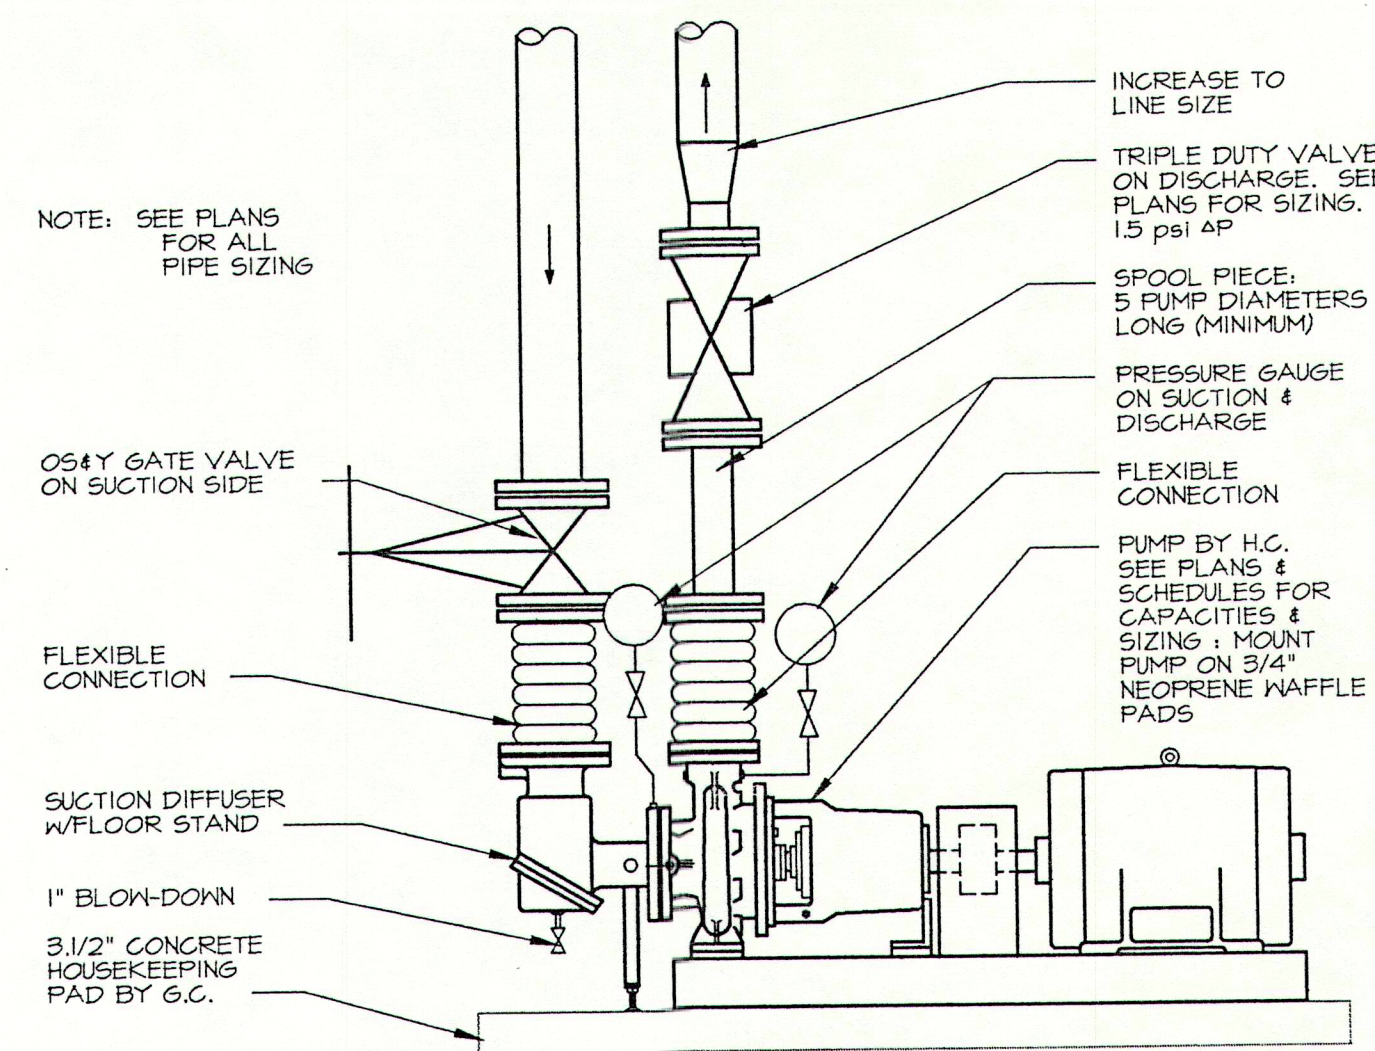 NOTE: SEE PLANS
FOR ALL
PIPE SIZING
OS&Y GATE VALVE
ON SUCTION SIDE
FLEXIBLE
CONNECTION
SUCTION DIFFUSER
W/FLOOR STAND
1" BLOW-DOWN
3.1/2" CONCRETE
HOUSEKEEPING
PAD BY G.C.
INCREASE TO
LINE SIZE
TRIPLE DUTY VALVE
ON DISCHARGE. SEE
PLANS FOR SIZING.
1.5 psi ΔP
SPOOL PIECE:
5 PUMP DIAMETERS
LONG (MINIMUM)
PRESSURE GAUGE
ON SUCTION &
DISCHARGE
FLEXIBLE
CONNECTION
PUMP BY H.C.
SEE PLANS &
SCHEDULES FOR
CAPACITIES &
SIZING : MOUNT
PUMP ON 3/4"
NEOPRENE WAFFLE
PADS